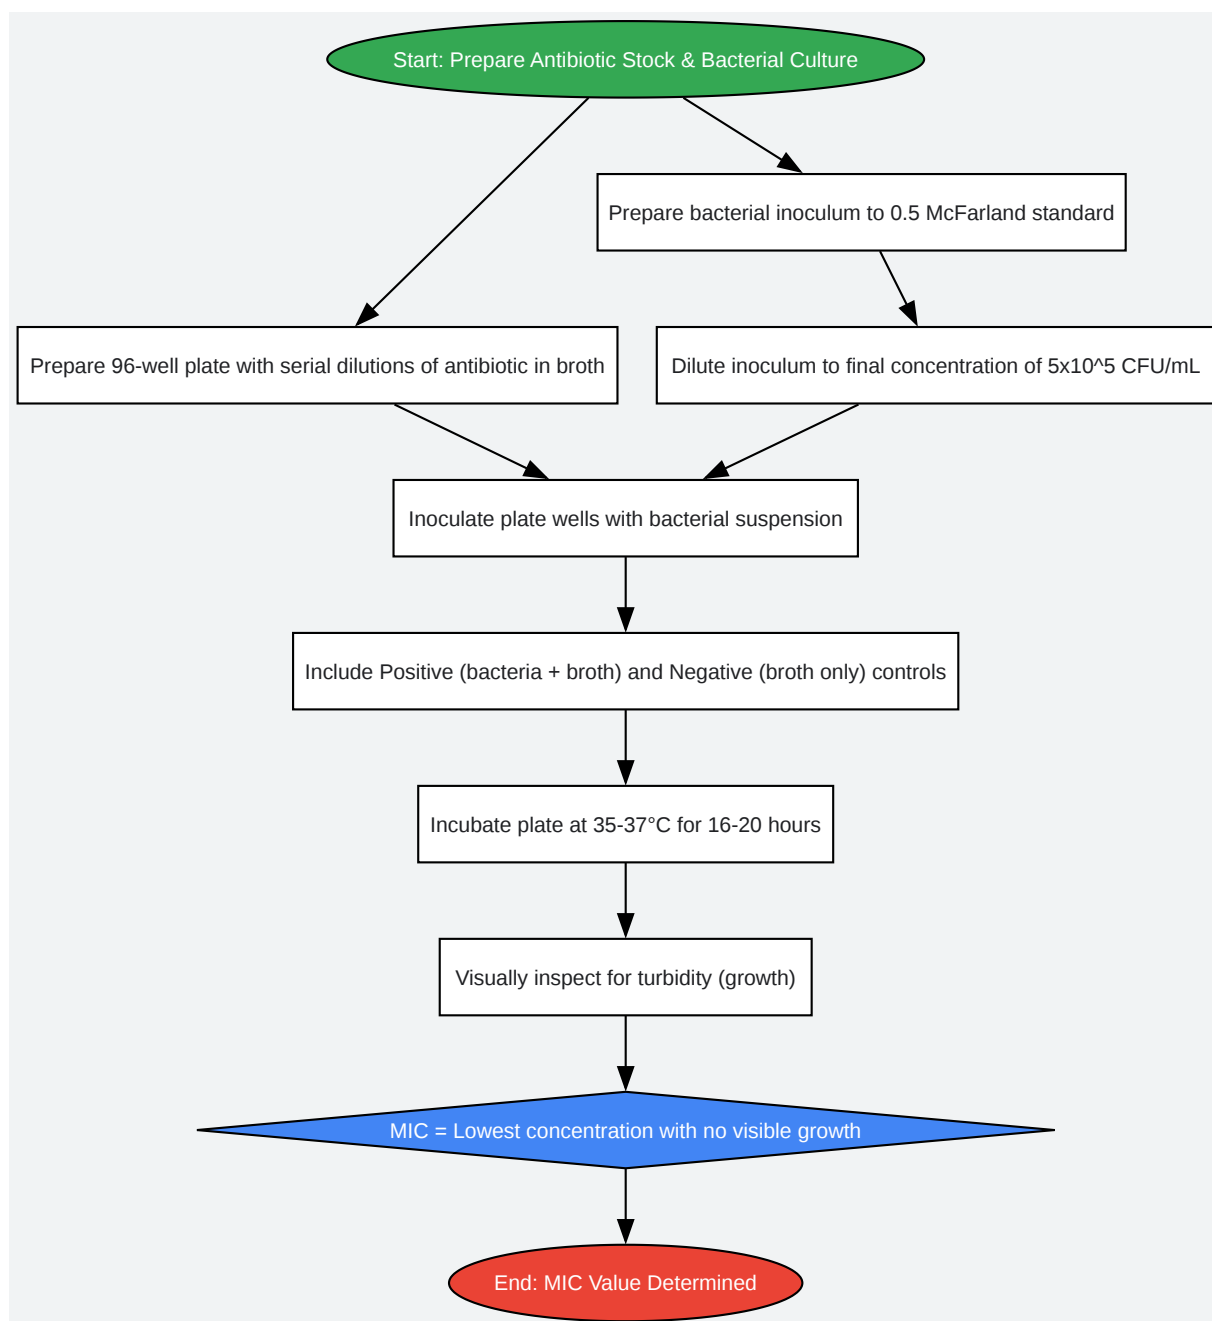 Start: Prepare Antibiotic Stock & Bacterial Culture
Prepare bacterial inoculum to 0.5 McFarland standard
Prepare 96-well plate with serial dilutions of antibiotic in broth
Dilute inoculum to final concentration of 5x10^5 CFU/mL
Inoculate plate wells with bacterial suspension
Include Positive (bacteria + broth) and Negative (broth only) controls
Incubate plate at 35-37°C for 16-20 hours
Visually inspect for turbidity (growth)
MIC = Lowest concentration with no visible growth
End: MIC Value Determined